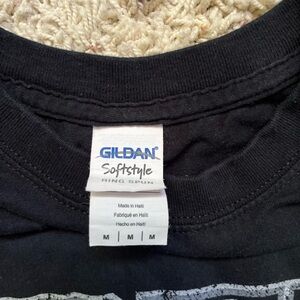 GILDAN
Softstyle
RING SPUN
Made in Haiti
Fabriqué en Haïti
Hecho en Haití
M | M | M